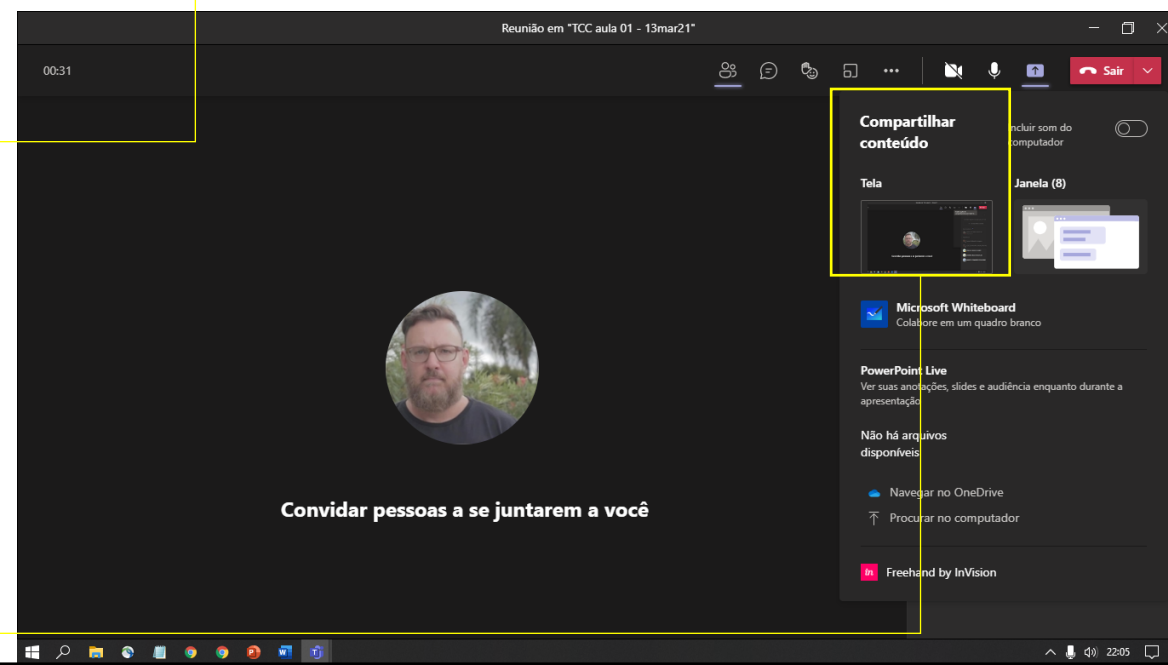 Reunião em "TCC aula 01 - 13mar21"
00:31
Sair
Compartilhar
conteúdo
ncluir som do
computador
Tela
Janela (8)
Microsoft Whiteboard
Colabore em um quadro branco
PowerPoint Live
Ver suas anotações, slides e audiência enquanto durante a
apresentação
Não há arquivos
disponíveis
Navegar no OneDrive
Procurar no computador
In Freehand by InVision
Convidar pessoas a se juntarem a você
22:05